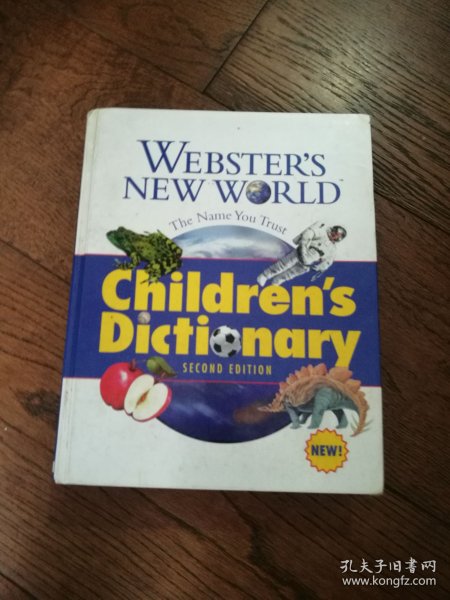 WEBSTER'S
NEW WORLD™
The Name You Trust
Children's
Dictionary
SECOND EDITION
NEW!
孔夫子旧书网
www.kongfz.com